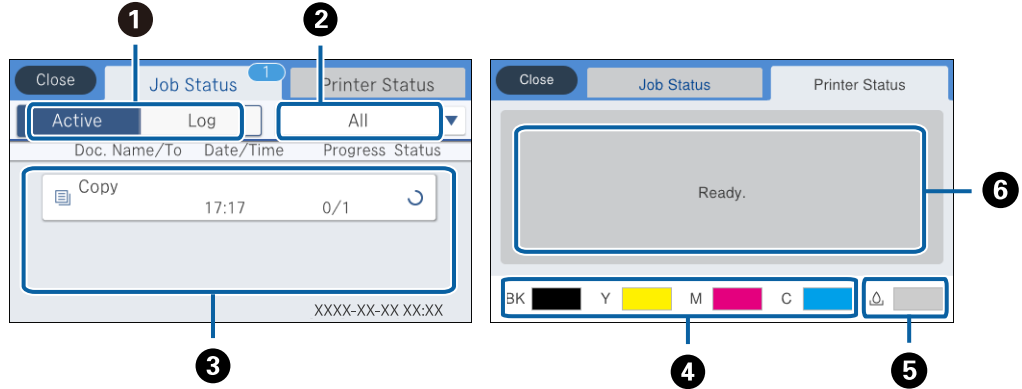 1 2
Close Job Status 1 Printer Status
Active Log All
Doc. Name/To Date/Time Progress Status
Copy
17:17 0/1
XXXX-XX-XX XX:XX
3
Close Job Status Printer Status
Ready.
6
BK Y M C
4 5